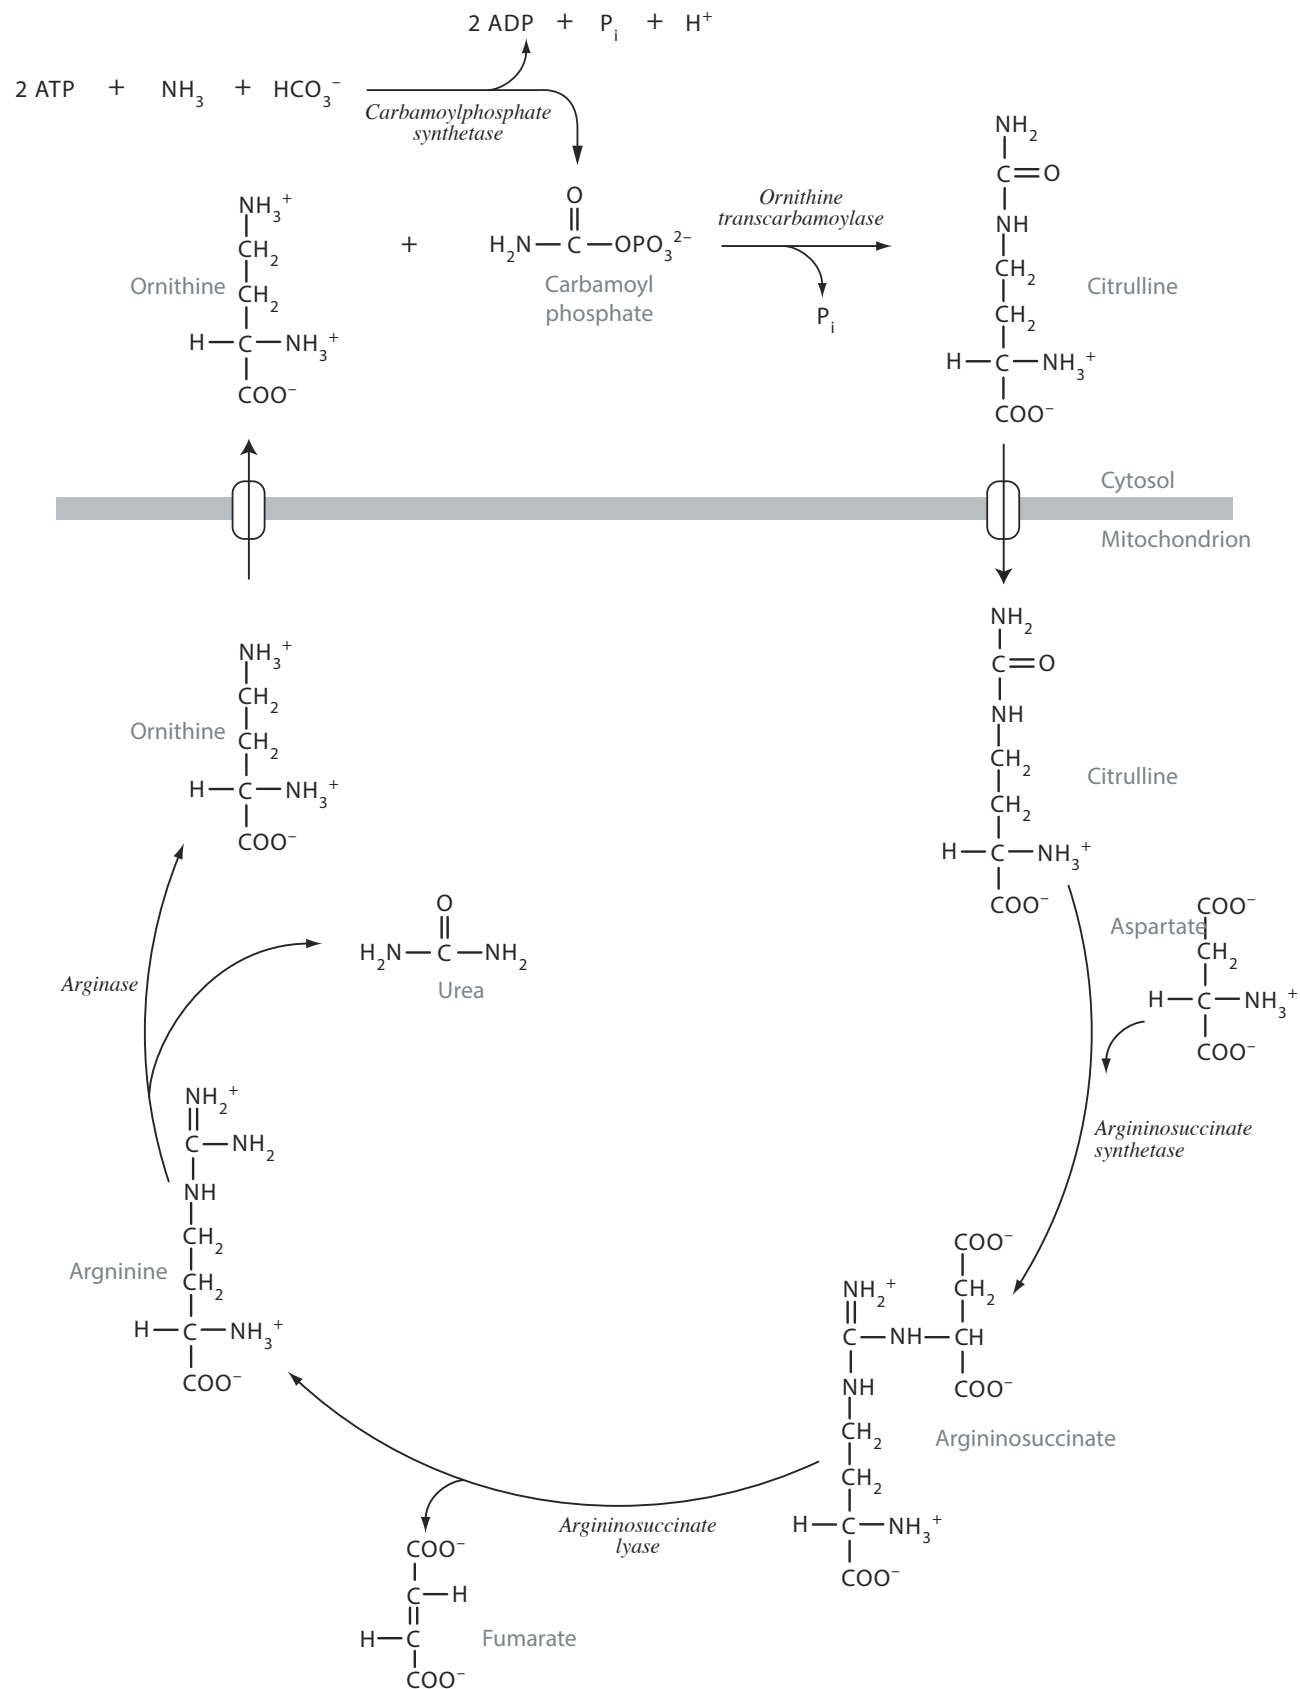 2 ADP + Pi + H+
2 ATP + NH3 + HCO3−
Carbamoylphosphate
synthetase
NH2
C=O
NH
CH2
CH2
H—C—NH3+
COO−
Citrulline
NH3+
CH2
CH2
H—C—NH3+
COO−
Ornithine
+
O
H2N—C—OPO3 2−
Carbamoyl
phosphate
Ornithine
transcarbamoylase
Pi
Cytosol
Mitochondrion
NH3+
CH2
CH2
H—C—NH3+
COO−
Ornithine
NH2
C=O
NH
CH2
CH2
H—C—NH3+
COO−
Citrulline
COO−
Aspartate
CH2
H—C—NH3+
COO−
O
H2N—C—NH2
Urea
Arginase
Argininosuccinate
synthetase
NH2+
C—NH2
NH
CH2
CH2
H—C—NH3+
COO−
Argninine
COO−
CH2
NH2+
C—NH—CH
COO−
NH
CH2
CH2
H—C—NH3+
COO−
Argininosuccinate
Argininosuccinate
lyase
COO−
C—H
H—C
COO−
Fumarate